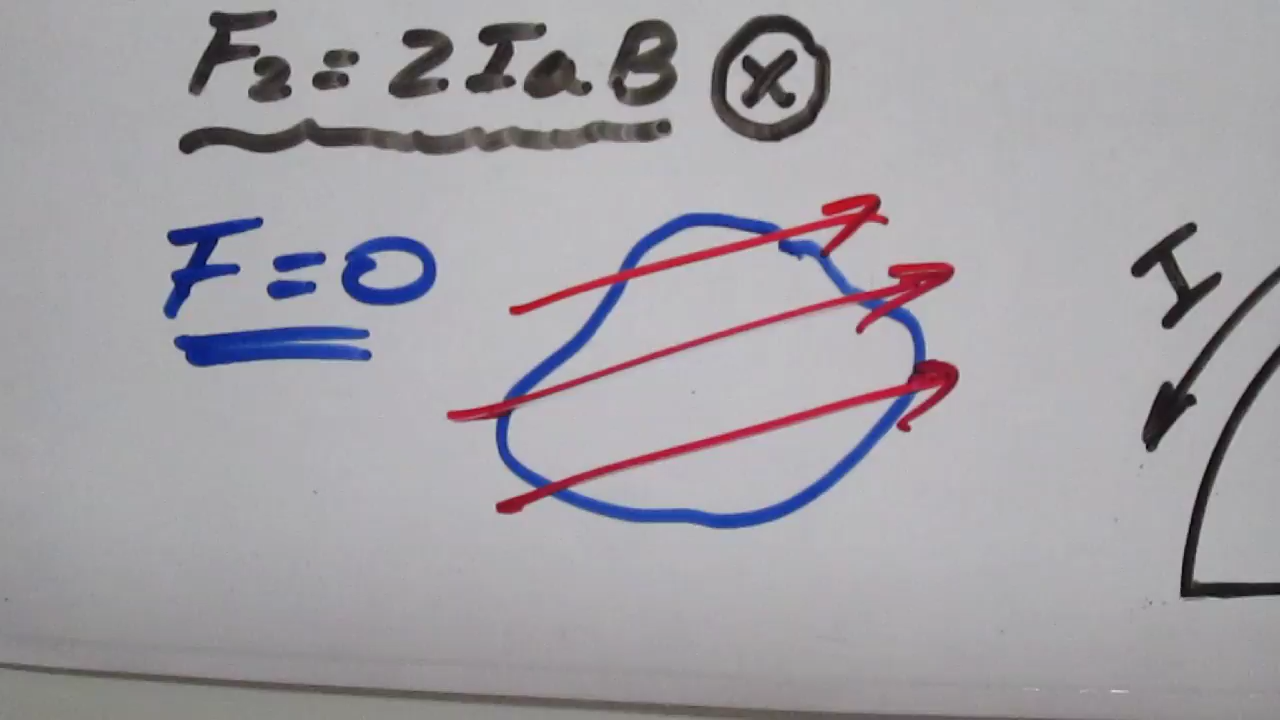 F₂ = 2IaB ⊗
F = 0
I